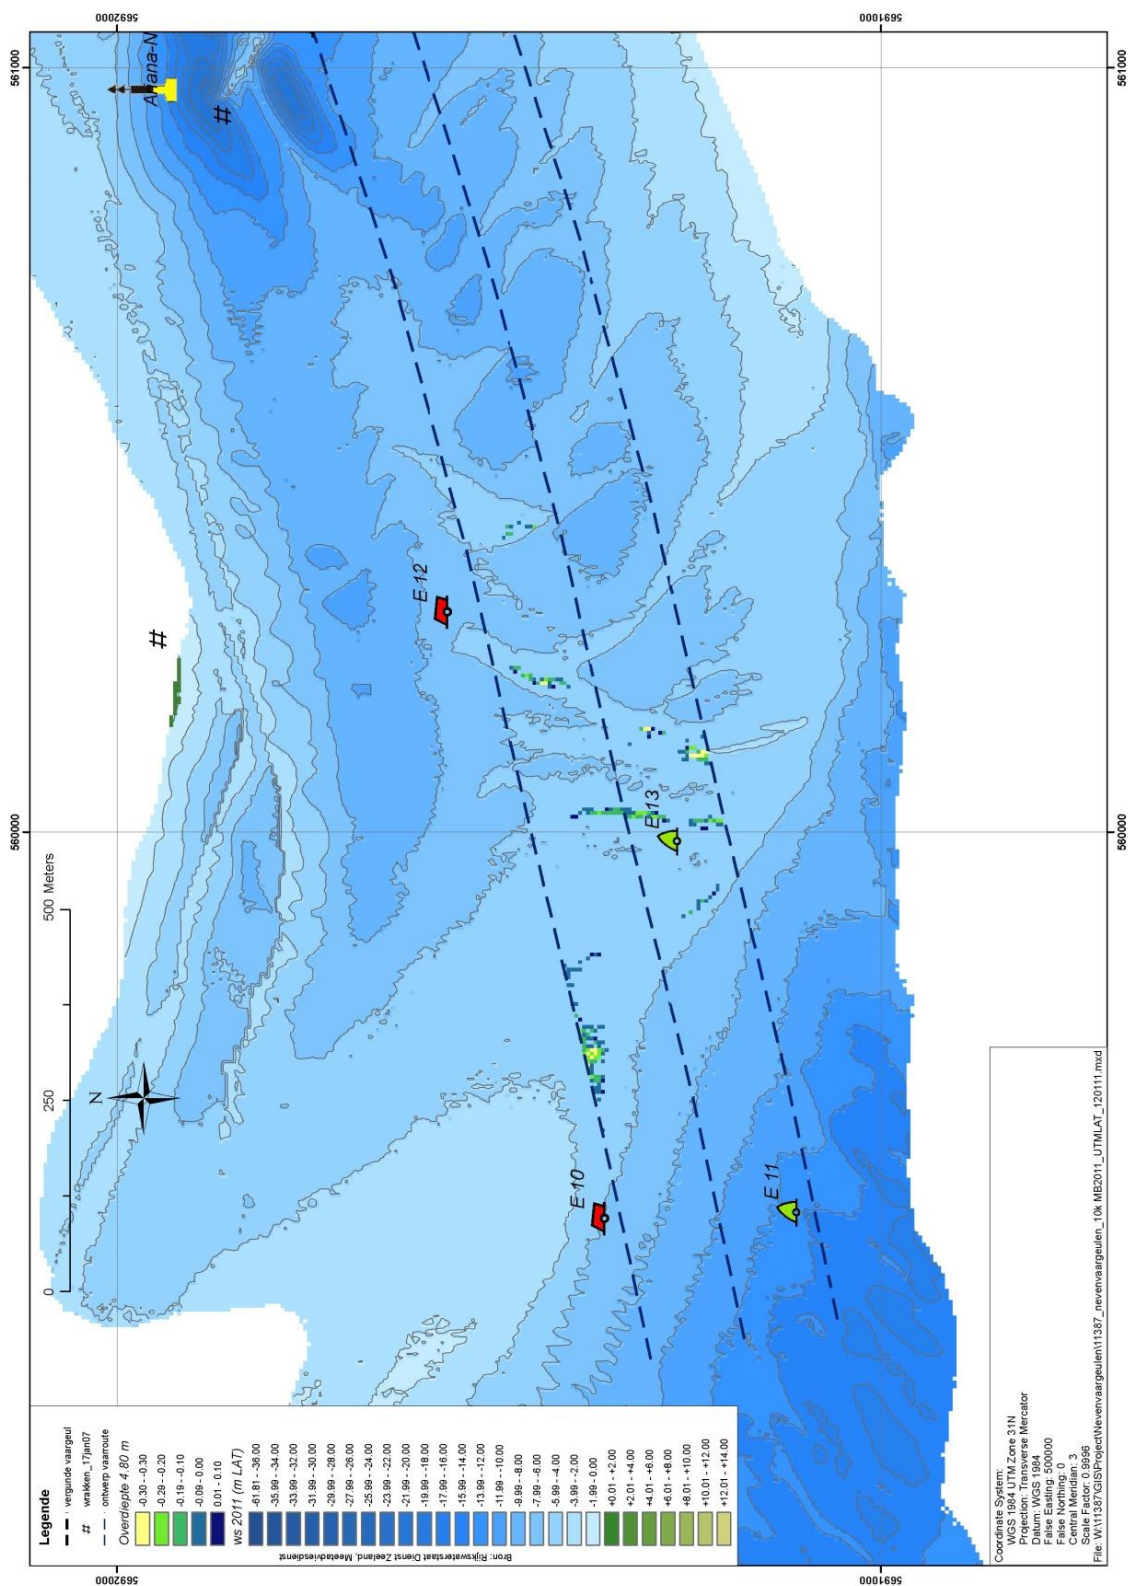 5692000
5691000
561000
561000
Ariana-N
#
#
E 12
E 13
560000
560000
E 10
E 11
N
0
250
500 Meters
Legende
vergunde vaargeul
# wrakken_17jan07
ontwerp vaarroute
Overdiepte 4.80 m
-0.30 - -0.30
-0.29 - -0.20
-0.19 - -0.10
-0.09 - 0.00
0.01 - 0.10
ws 2011 (m LAT)
-61.81 - -36.00
-35.99 - -34.00
-33.99 - -32.00
-31.99 - -30.00
-29.99 - -28.00
-27.99 - -26.00
-25.99 - -24.00
-23.99 - -22.00
-21.99 - -20.00
-19.99 - -18.00
-17.99 - -16.00
-15.99 - -14.00
-13.99 - -12.00
-11.99 - -10.00
-9.99 - -8.00
-7.99 - -6.00
-5.99 - -4.00
-3.99 - -2.00
-1.99 - 0.00
+0.01 - +2.00
+2.01 - +4.00
+4.01 - +6.00
+6.01 - +8.00
+8.01 - +10.00
+10.01 - +12.00
+12.01 - +14.00
Bron: Rijkswaterstaat Dienst Zeeland, Meetadviesdienst
Coordinate System:
WGS 1984 UTM Zone 31N
Projection: Transverse Mercator
Datum: WGS 1984
False Easting: 500000
False Northing: 0
Central Meridian: 3
Scale Factor: 0.9996
File: W:\11387\GIS\Project\Nevenvaargeulen\11387_nevenvaargeulen_10k MB2011_UTMLAT_120111.mxd
5692000
5691000